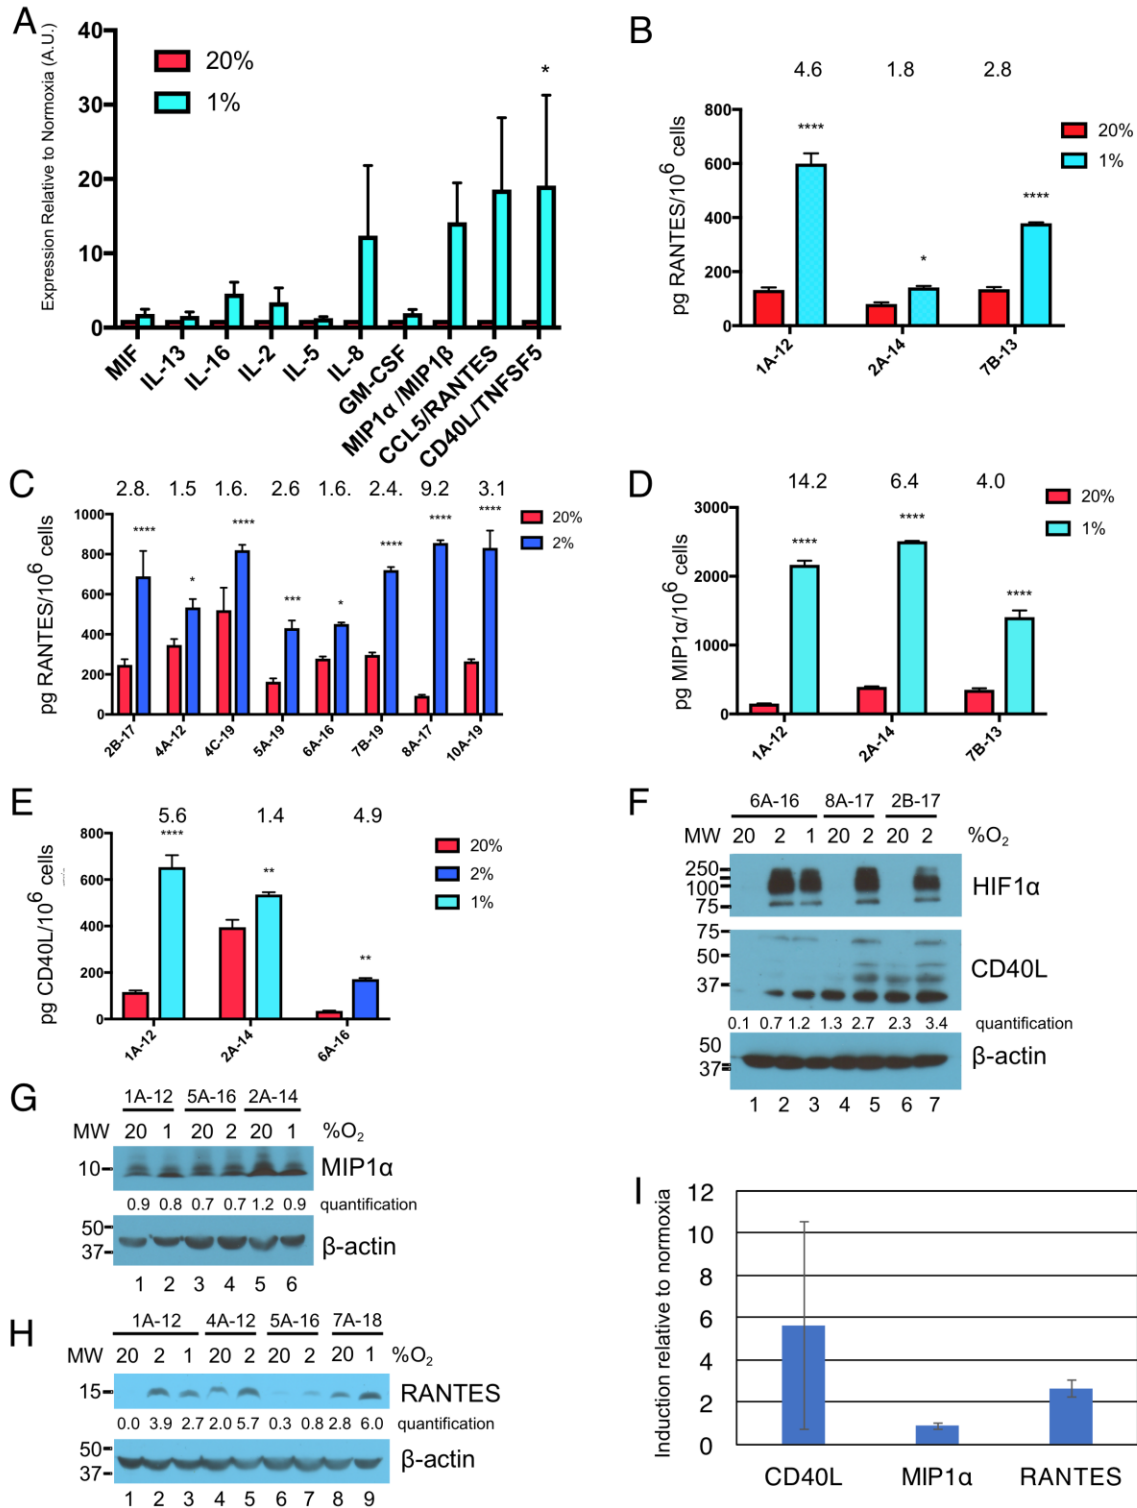 A
Expression Relative to Normoxia (A.U.)
40
30
20
10
0
20%
1%
*
MIF
IL-13
IL-16
IL-2
IL-5
IL-8
GM-CSF
MIP1α /MIP1β
CCL5/RANTES
CD40L/TNFSF5
B
4.6 1.8 2.8
pg RANTES/10⁶ cells
800
600
400
200
0
**** * ****
20%
1%
1A-12 2A-14 7B-13
C
2.8. 1.5 1.6. 2.6 1.6. 2.4. 9.2 3.1
pg RANTES/10⁶ cells
1000
800
600
400
200
0
**** * **** *** * **** **** ****
20%
2%
2B-17 4A-12 4C-19 5A-19 6A-16 7B-19 8A-17 10A-19
D
14.2 6.4 4.0
pg MIP1α/10⁶ cells
3000
2000
1000
0
**** **** ****
20%
1%
1A-12 2A-14 7B-13
E
5.6 1.4 4.9
pg CD40L/10⁶ cells
800
600
400
200
0
**** ** **
20%
2%
1%
1A-12 2A-14 6A-16
F
6A-16 8A-17 2B-17
MW 20 2 1 20 2 20 2 %O₂
250
100
75
HIF1α
75
50
37
CD40L
0.1 0.7 1.2 1.3 2.7 2.3 3.4 quantification
50
37
β-actin
1 2 3 4 5 6 7
G
1A-12 5A-16 2A-14
MW 20 1 20 2 20 1 %O₂
10
MIP1α
0.9 0.8 0.7 0.7 1.2 0.9 quantification
50
37
β-actin
1 2 3 4 5 6
H
1A-12 4A-12 5A-16 7A-18
MW 20 2 1 20 2 20 2 20 1 %O₂
15
RANTES
0.0 3.9 2.7 2.0 5.7 0.3 0.8 2.8 6.0 quantification
50
37
β-actin
1 2 3 4 5 6 7 8 9
I
Induction relative to normoxia
12
10
8
6
4
2
0
CD40L MIP1α RANTES